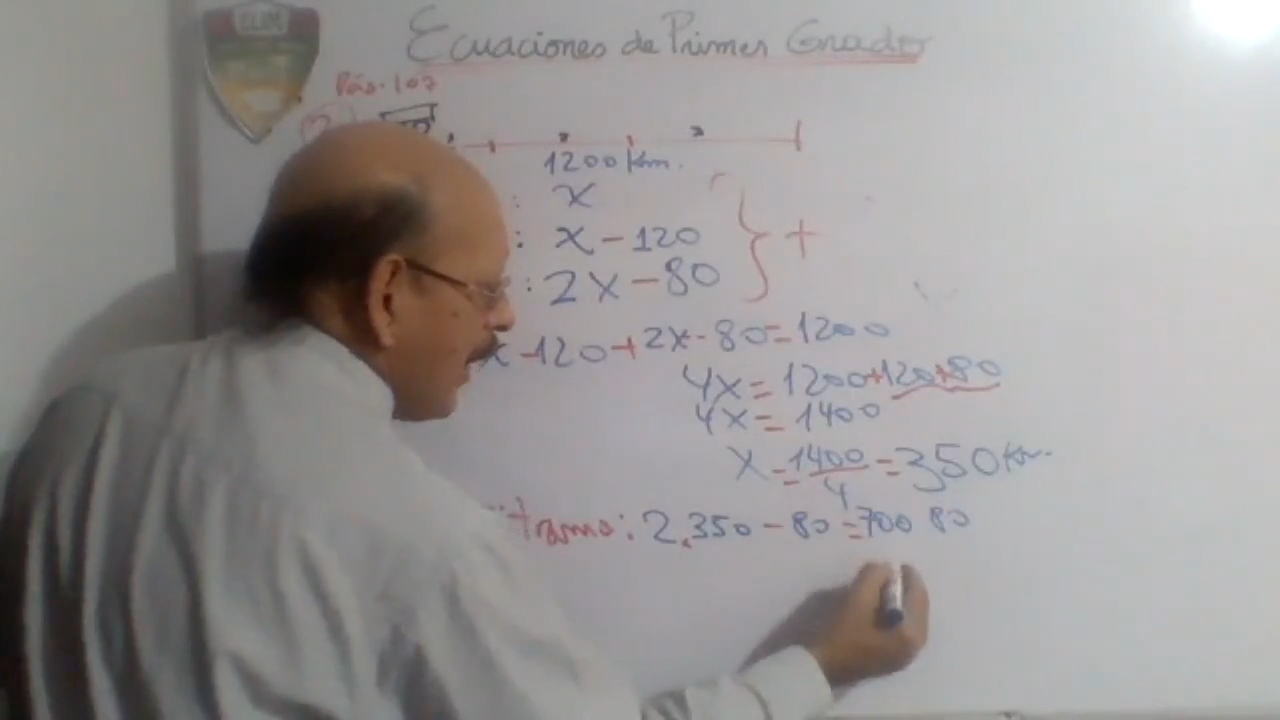 ELIM
Ecuaciones de Primer Grado
Pág. 107
1200 Km.
: x
: x - 120
: 2x - 80
} +
x - 120 + 2x - 80 = 1200
4x = 1200 + 120 + 80
4x = 1400
x = 1400/4 = 350 Km.
tramo: 2.350 - 80 = 700 80